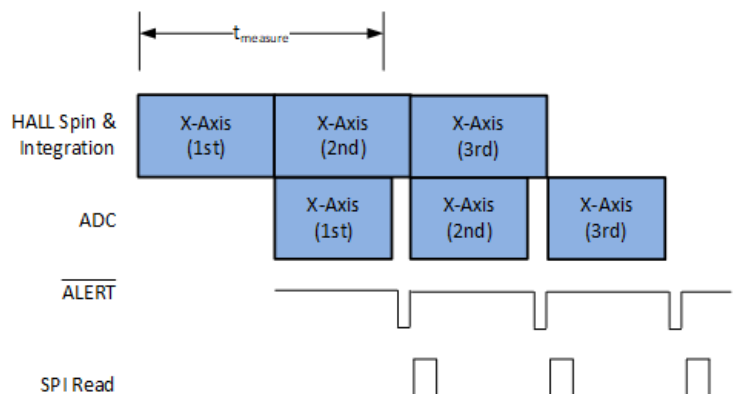 tmeasure
HALL Spin &
Integration
X-Axis
(1st)
X-Axis
(2nd)
X-Axis
(3rd)
ADC
X-Axis
(1st)
X-Axis
(2nd)
X-Axis
(3rd)
ALERT
SPI Read